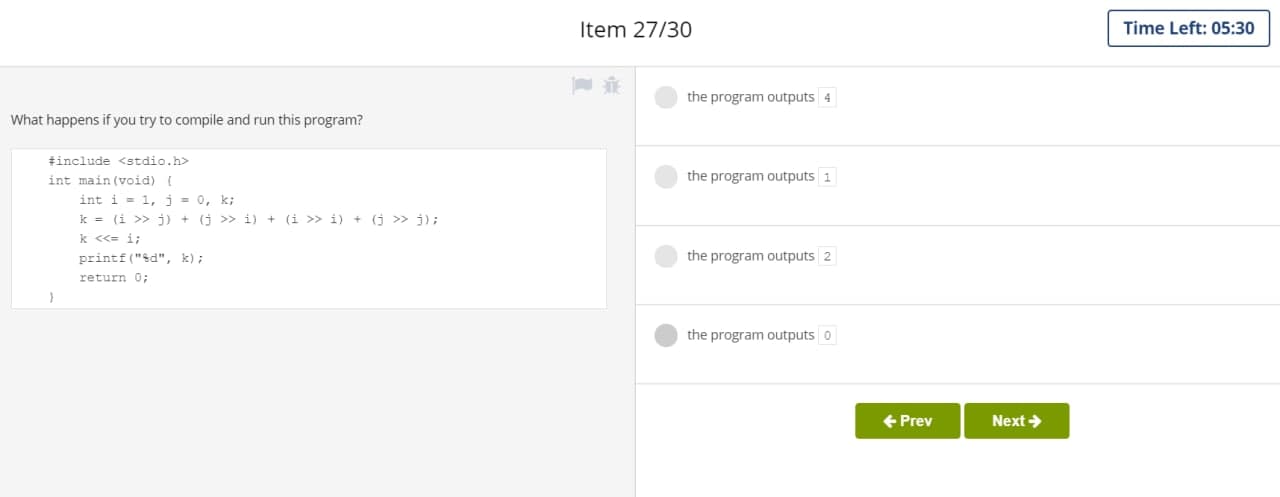 Item 27/30
Time Left: 05:30
What happens if you try to compile and run this program?
#include <stdio.h>
int main(void) {
    int i = 1, j = 0, k;
    k = (i >> j) + (j >> i) + (i >> i) + (j >> j);
    k <<= i;
    printf("%d", k);
    return 0;
}
the program outputs 4
the program outputs 1
the program outputs 2
the program outputs 0
Prev
Next